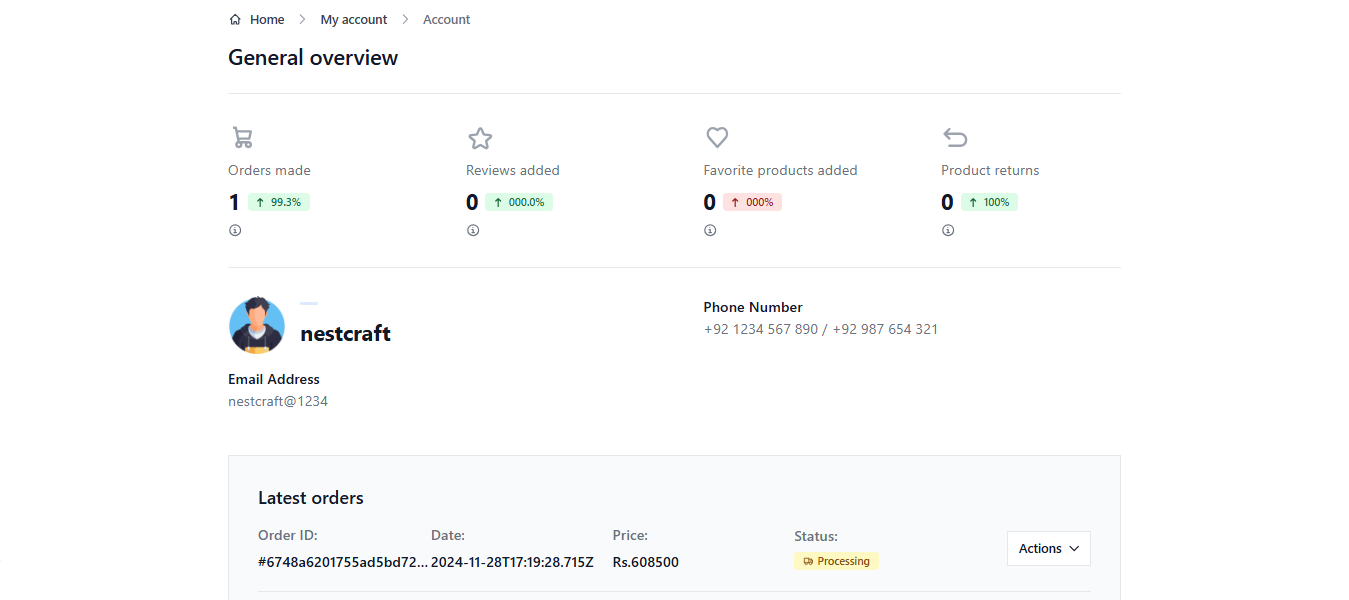 Home > My account > Account
General overview
Orders made Reviews added Favorite products added Product returns
1 ↑ 99.3% 0 ↑ 000.0% 0 ↑ 000% 0 ↑ 100%
nestcraft
Phone Number
+92 1234 567 890 / +92 987 654 321
Email Address
nestcraft@1234
Latest orders
Order ID: Date: Price: Status:
#6748a6201755ad5bd72... 2024-11-28T17:19:28.715Z Rs.608500 Processing Actions